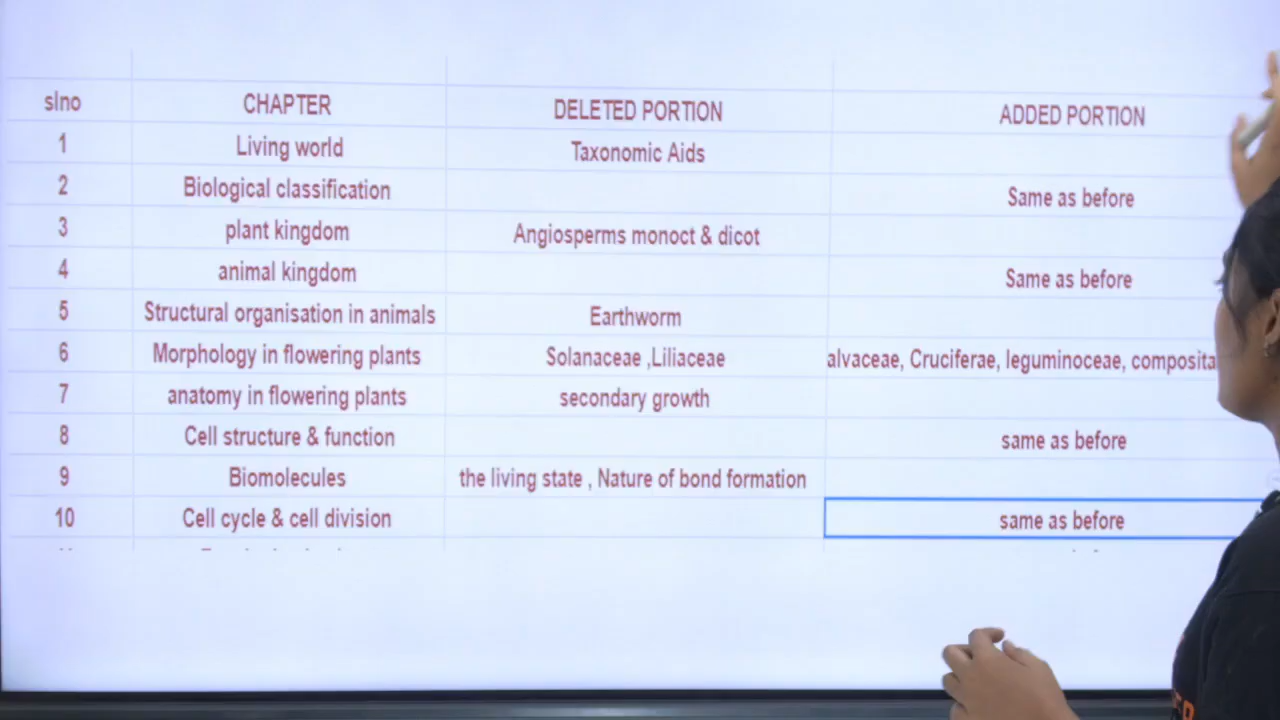 slno CHAPTER DELETED PORTION ADDED PORTION
1 Living world Taxonomic Aids
2 Biological classification Same as before
3 plant kingdom Angiosperms monoct & dicot
4 animal kingdom Same as before
5 Structural organisation in animals Earthworm
6 Morphology in flowering plants Solanaceae ,Liliaceae alvaceae, Cruciferae, leguminoceae, composita
7 anatomy in flowering plants secondary growth
8 Cell structure & function same as before
9 Biomolecules the living state , Nature of bond formation
10 Cell cycle & cell division same as before